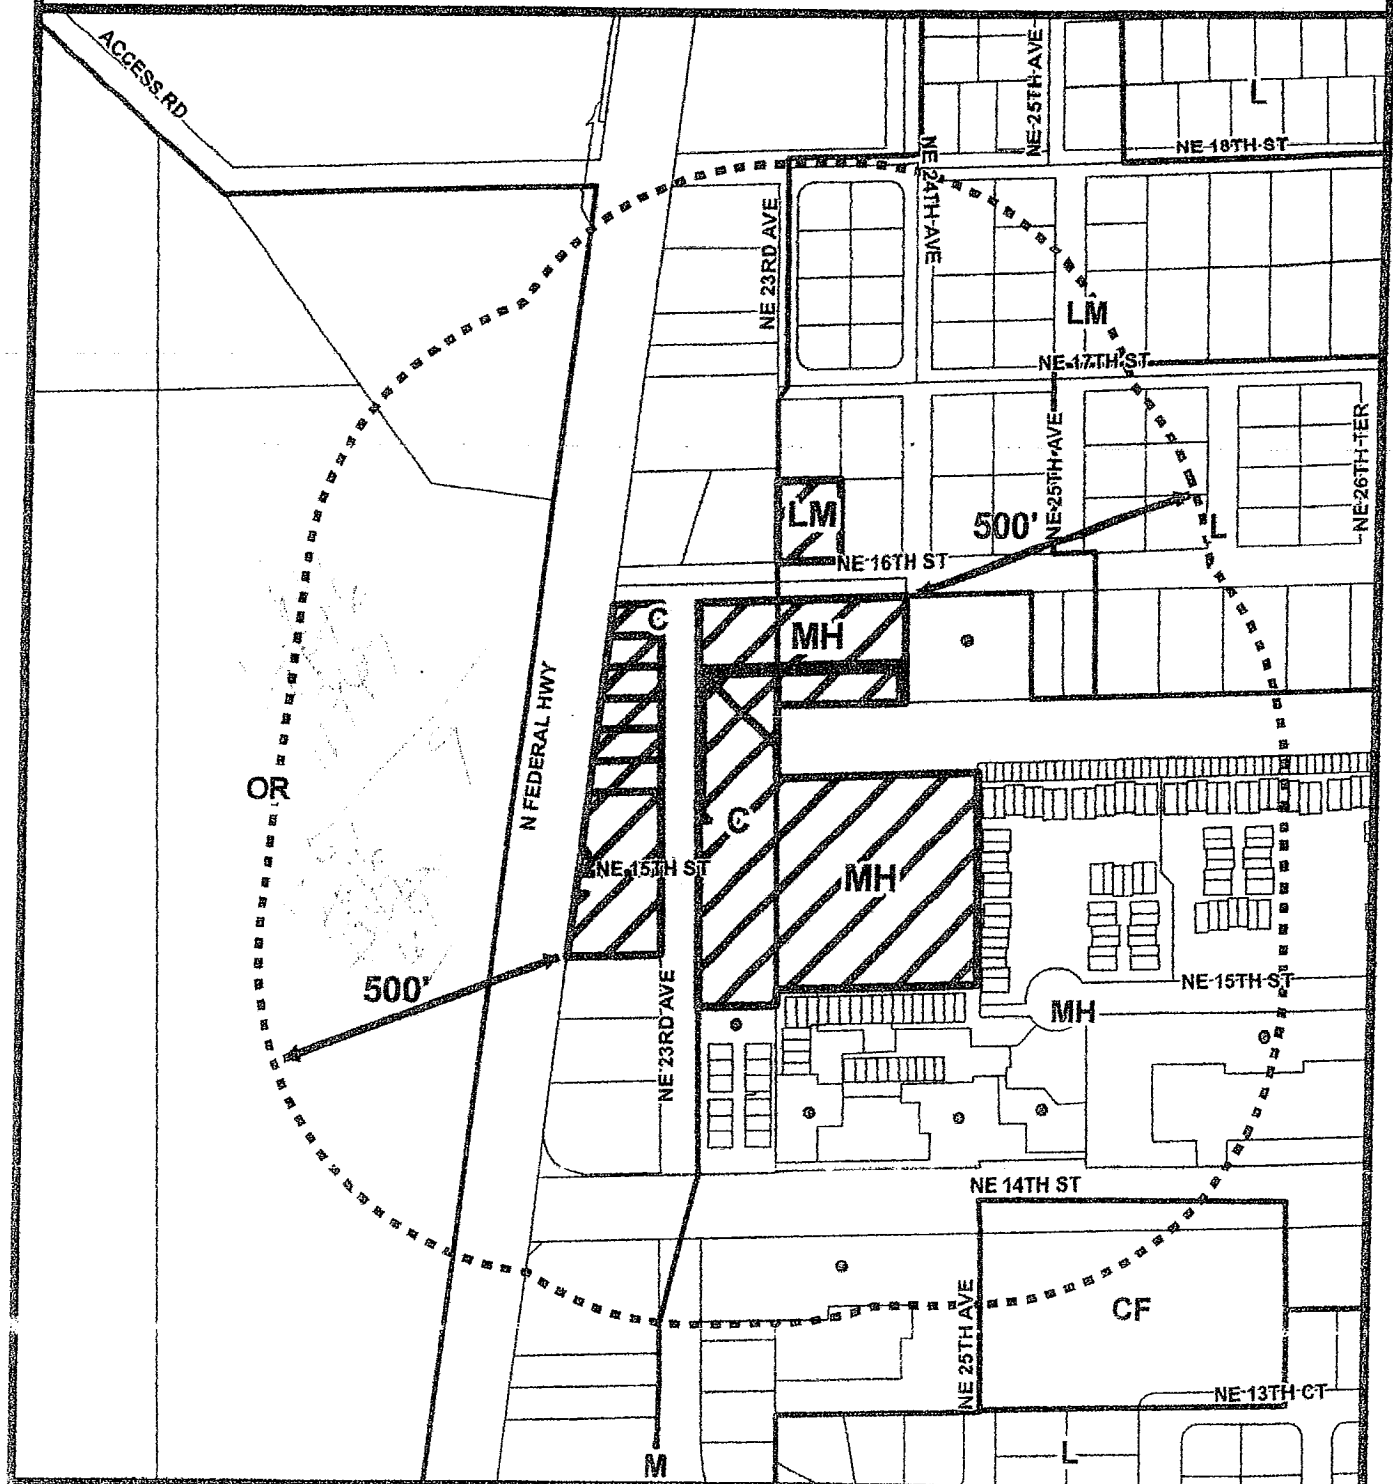 ACCESS RD
NE 25TH AVE
L
NE 18TH ST
NE 24TH AVE
NE 23RD AVE
LM
NE 17TH ST
NE 25TH AVE
NE 26TH TER
LM
500'
L
NE 16TH ST
C
MH
N FEDERAL HWY
OR
C
NE 15TH ST
MH
500'
NE 23RD AVE
NE 15TH ST
MH
NE 14TH ST
NE 25TH AVE
CF
NE 13TH CT
M
L